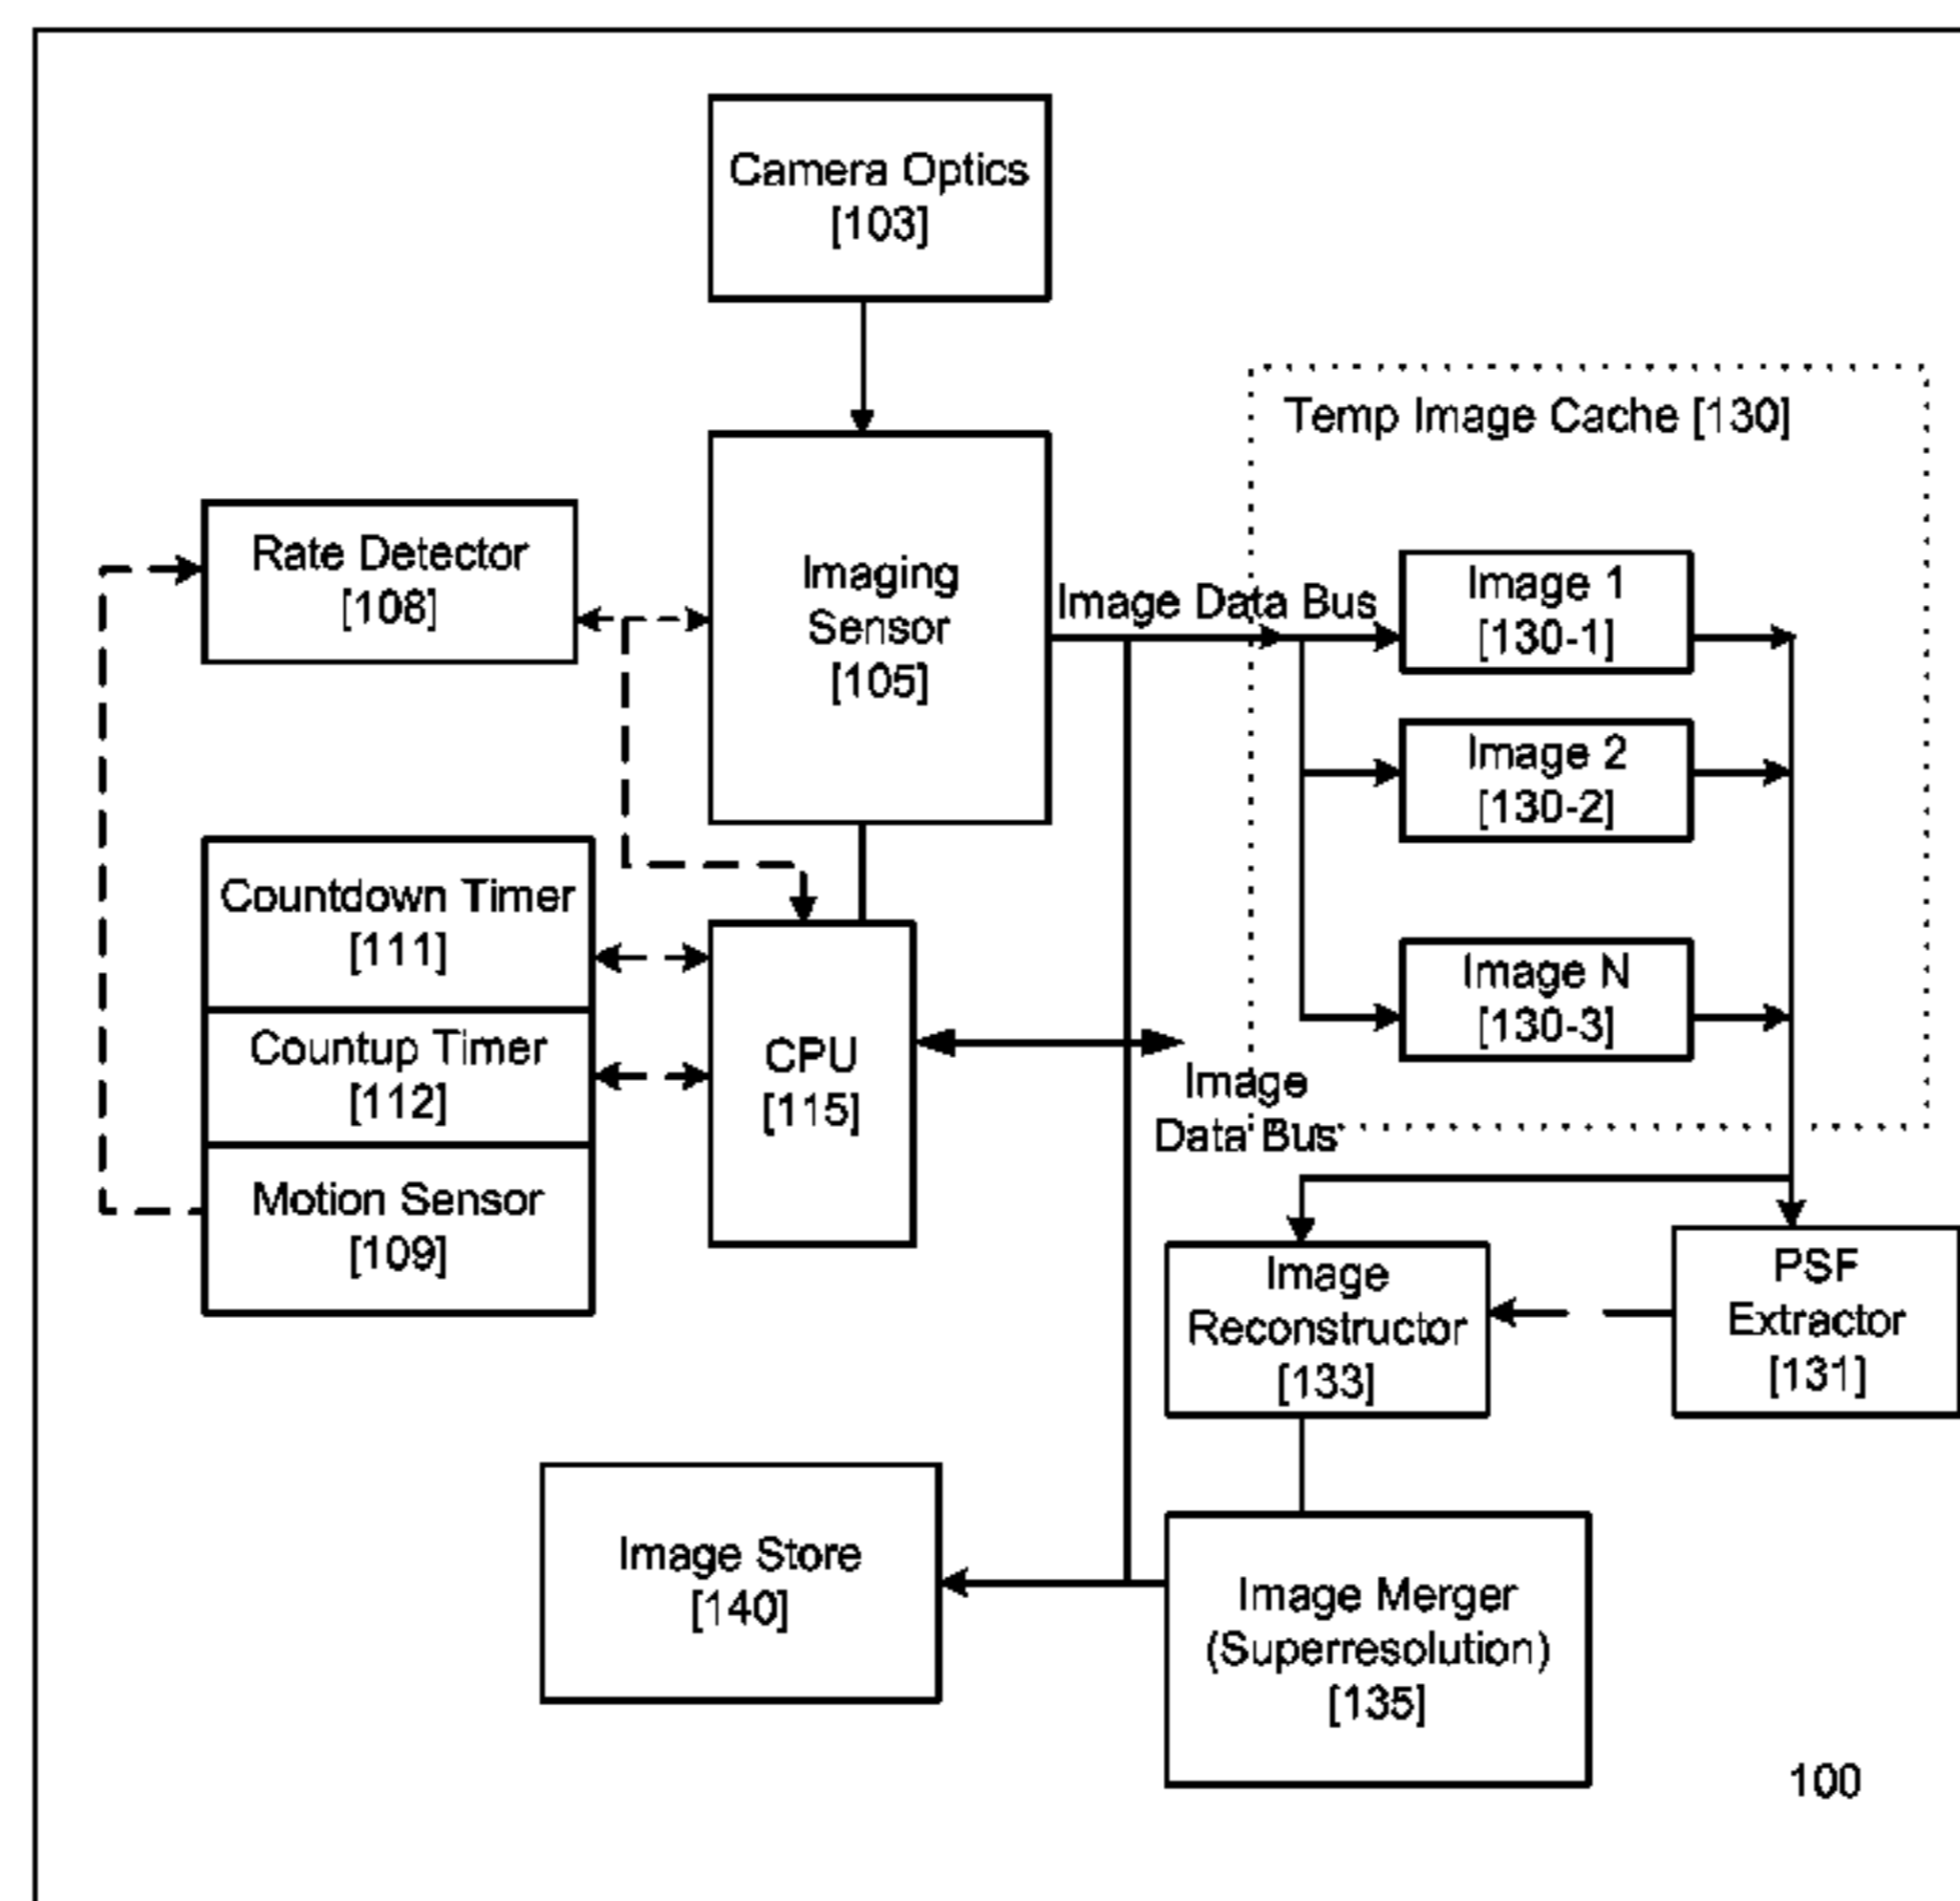 Camera Optics
[103]
Temp Image Cache [130]
Rate Detector
[108]
Imaging
Sensor
[105]
Image Data Bus
Image 1
[130-1]
Image 2
[130-2]
Image N
[130-3]
Countdown Timer
[111]
Countup Timer
[112]
Motion Sensor
[109]
CPU
[115]
Image
Data Bus
Image
Reconstructor
[133]
PSF
Extractor
[131]
Image Store
[140]
Image Merger
(Superresolution)
[135]
100